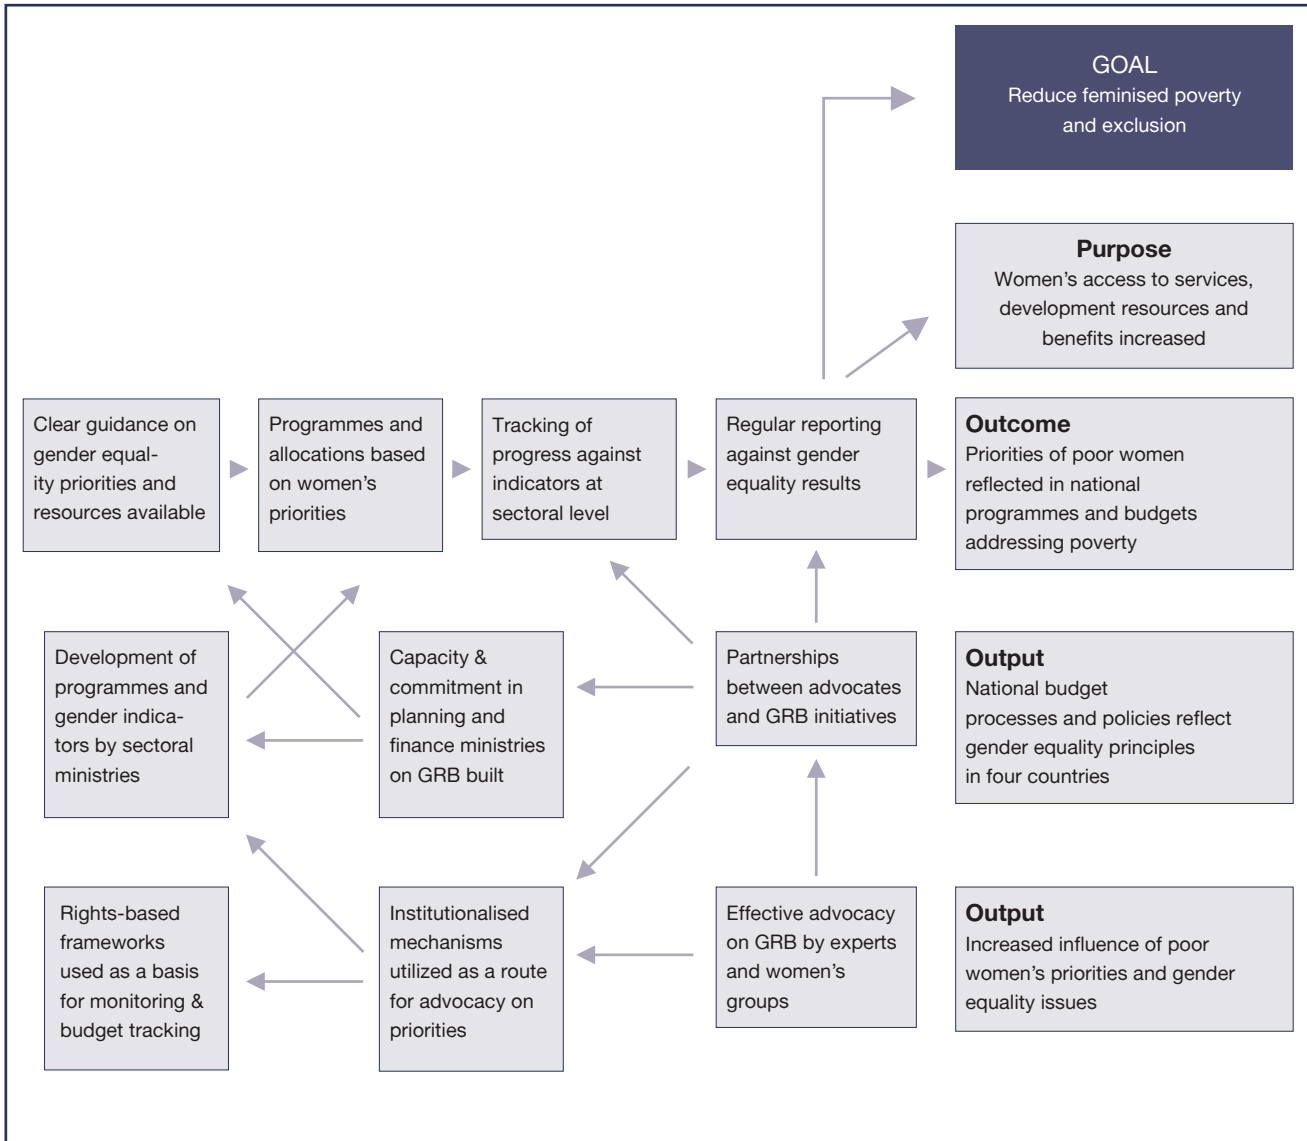 GOAL
Reduce feminised poverty
and exclusion
Purpose
Women’s access to services,
development resources and
benefits increased
Clear guidance on
gender equal-
ity priorities and
resources available
Programmes and
allocations based
on women’s
priorities
Tracking of
progress against
indicators at
sectoral level
Regular reporting
against gender
equality results
Outcome
Priorities of poor women
reflected in national
programmes and budgets
addressing poverty
Development of
programmes and
gender indica-
tors by sectoral
ministries
Capacity &
commitment in
planning and
finance ministries
on GRB built
Partnerships
between advocates
and GRB initiatives
Output
National budget
processes and policies reflect
gender equality principles
in four countries
Rights-based
frameworks
used as a basis
for monitoring &
budget tracking
Institutionalised
mechanisms
utilized as a route
for advocacy on
priorities
Effective advocacy
on GRB by experts
and women’s
groups
Output
Increased influence of poor
women’s priorities and gender
equality issues